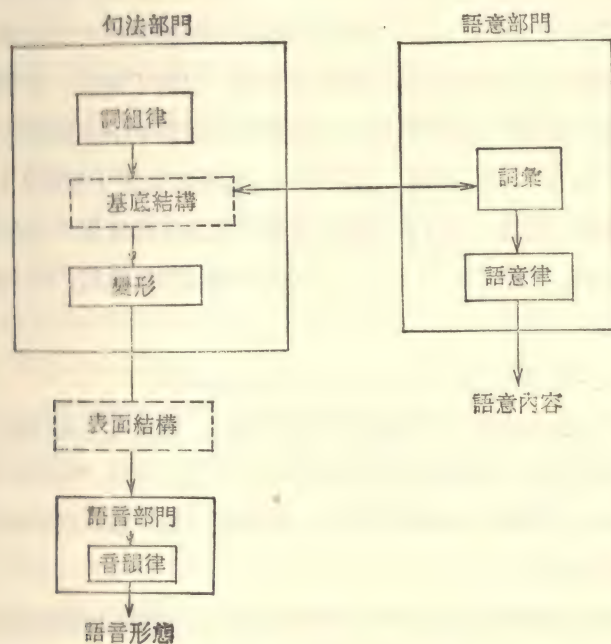 句法部門
詞組律
基底結構
變形
表面結構
語音部門
音韻律
語音形態
語意部門
詞彙
語意律
語意內容